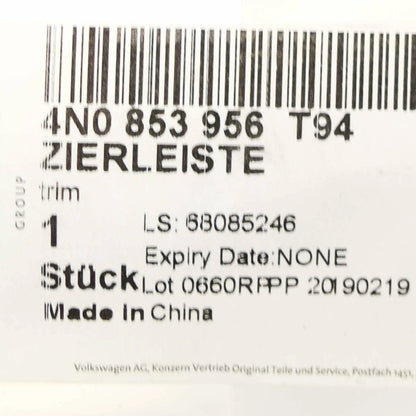 4N0 853 956 T94
ZIERLEISTE
trim
GROUP
1
LS: 68085246
Expiry Date:NONE
Stück
Lot 0660RPPP 20190219
Made In China
Volkswagen AG, Konzern Vertrieb Original Teile und Service, Postfach 1451,